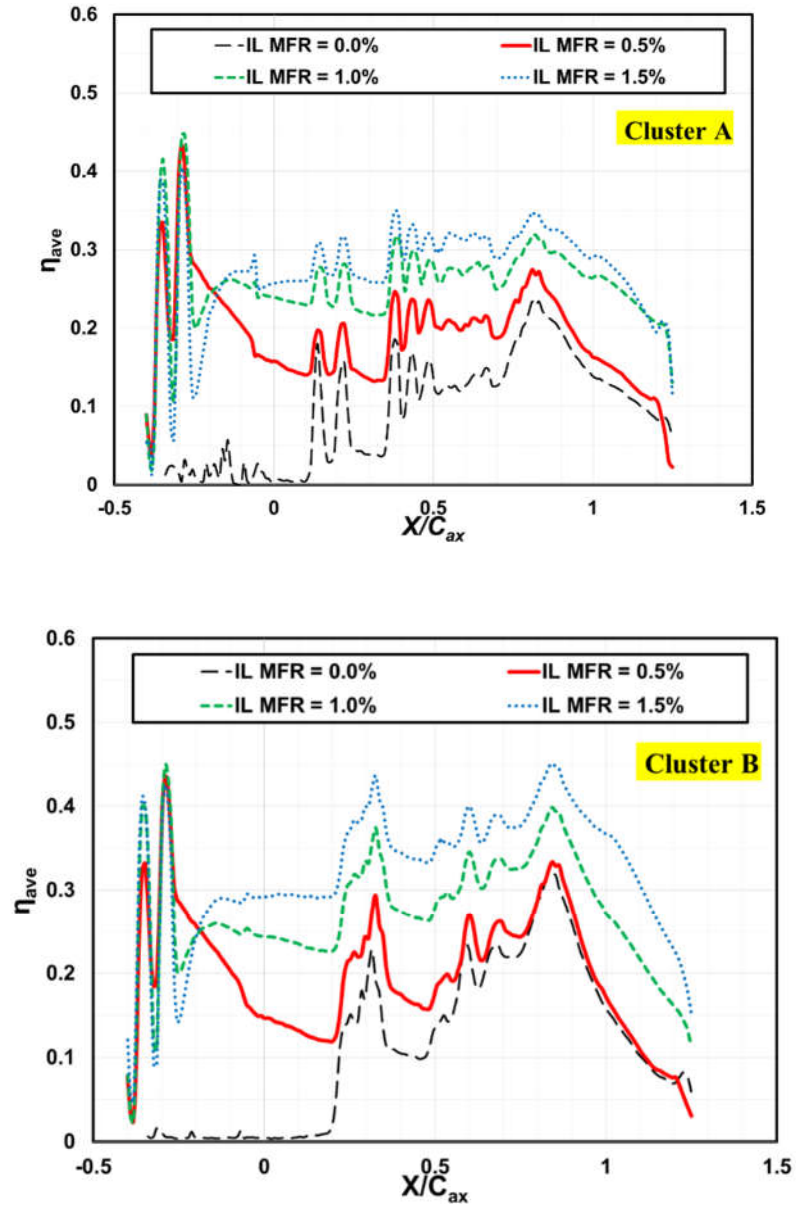 0.6
IL MFR = 0.0%
IL MFR = 0.5%
IL MFR = 1.0%
IL MFR = 1.5%
0.5
Cluster A
0.4
ηave
0.3
0.2
0.1
0
-0.5
0
0.5
1
1.5
X/Cax
0.6
IL MFR = 0.0%
IL MFR = 0.5%
IL MFR = 1.0%
IL MFR = 1.5%
0.5
Cluster B
0.4
ηave
0.3
0.2
0.1
0
-0.5
0
0.5
1
1.5
X/Cax